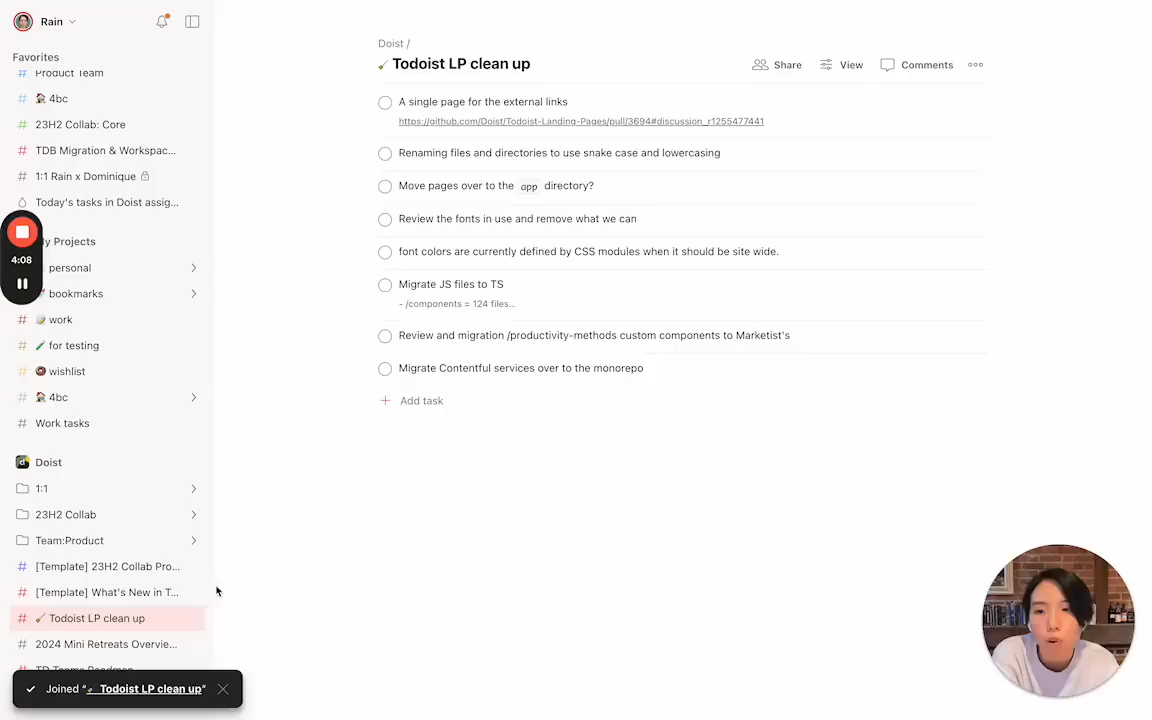 Rain
Favorites
Product Team
4bc
23H2 Collab: Core
TDB Migration & Workspac...
1:1 Rain x Dominique
Today's tasks in Doist assig...
My Projects
4:08
personal
bookmarks
work
for testing
wishlist
4bc
Work tasks
Doist
1:1
23H2 Collab
Team:Product
[Template] 23H2 Collab Pro...
[Template] What's New in T...
Todoist LP clean up
2024 Mini Retreats Overvie...
TD Teams Roadmap
Joined “ Todoist LP clean up”
Doist /
Todoist LP clean up
Share
View
Comments
A single page for the external links
https://github.com/Doist/Todoist-Landing-Pages/pull/3694#discussion_r1255477441
Renaming files and directories to use snake case and lowercasing
Move pages over to the app directory?
Review the fonts in use and remove what we can
font colors are currently defined by CSS modules when it should be site wide.
Migrate JS files to TS
- /components = 124 files...
Review and migration /productivity-methods custom components to Marketist's
Migrate Contentful services over to the monorepo
Add task